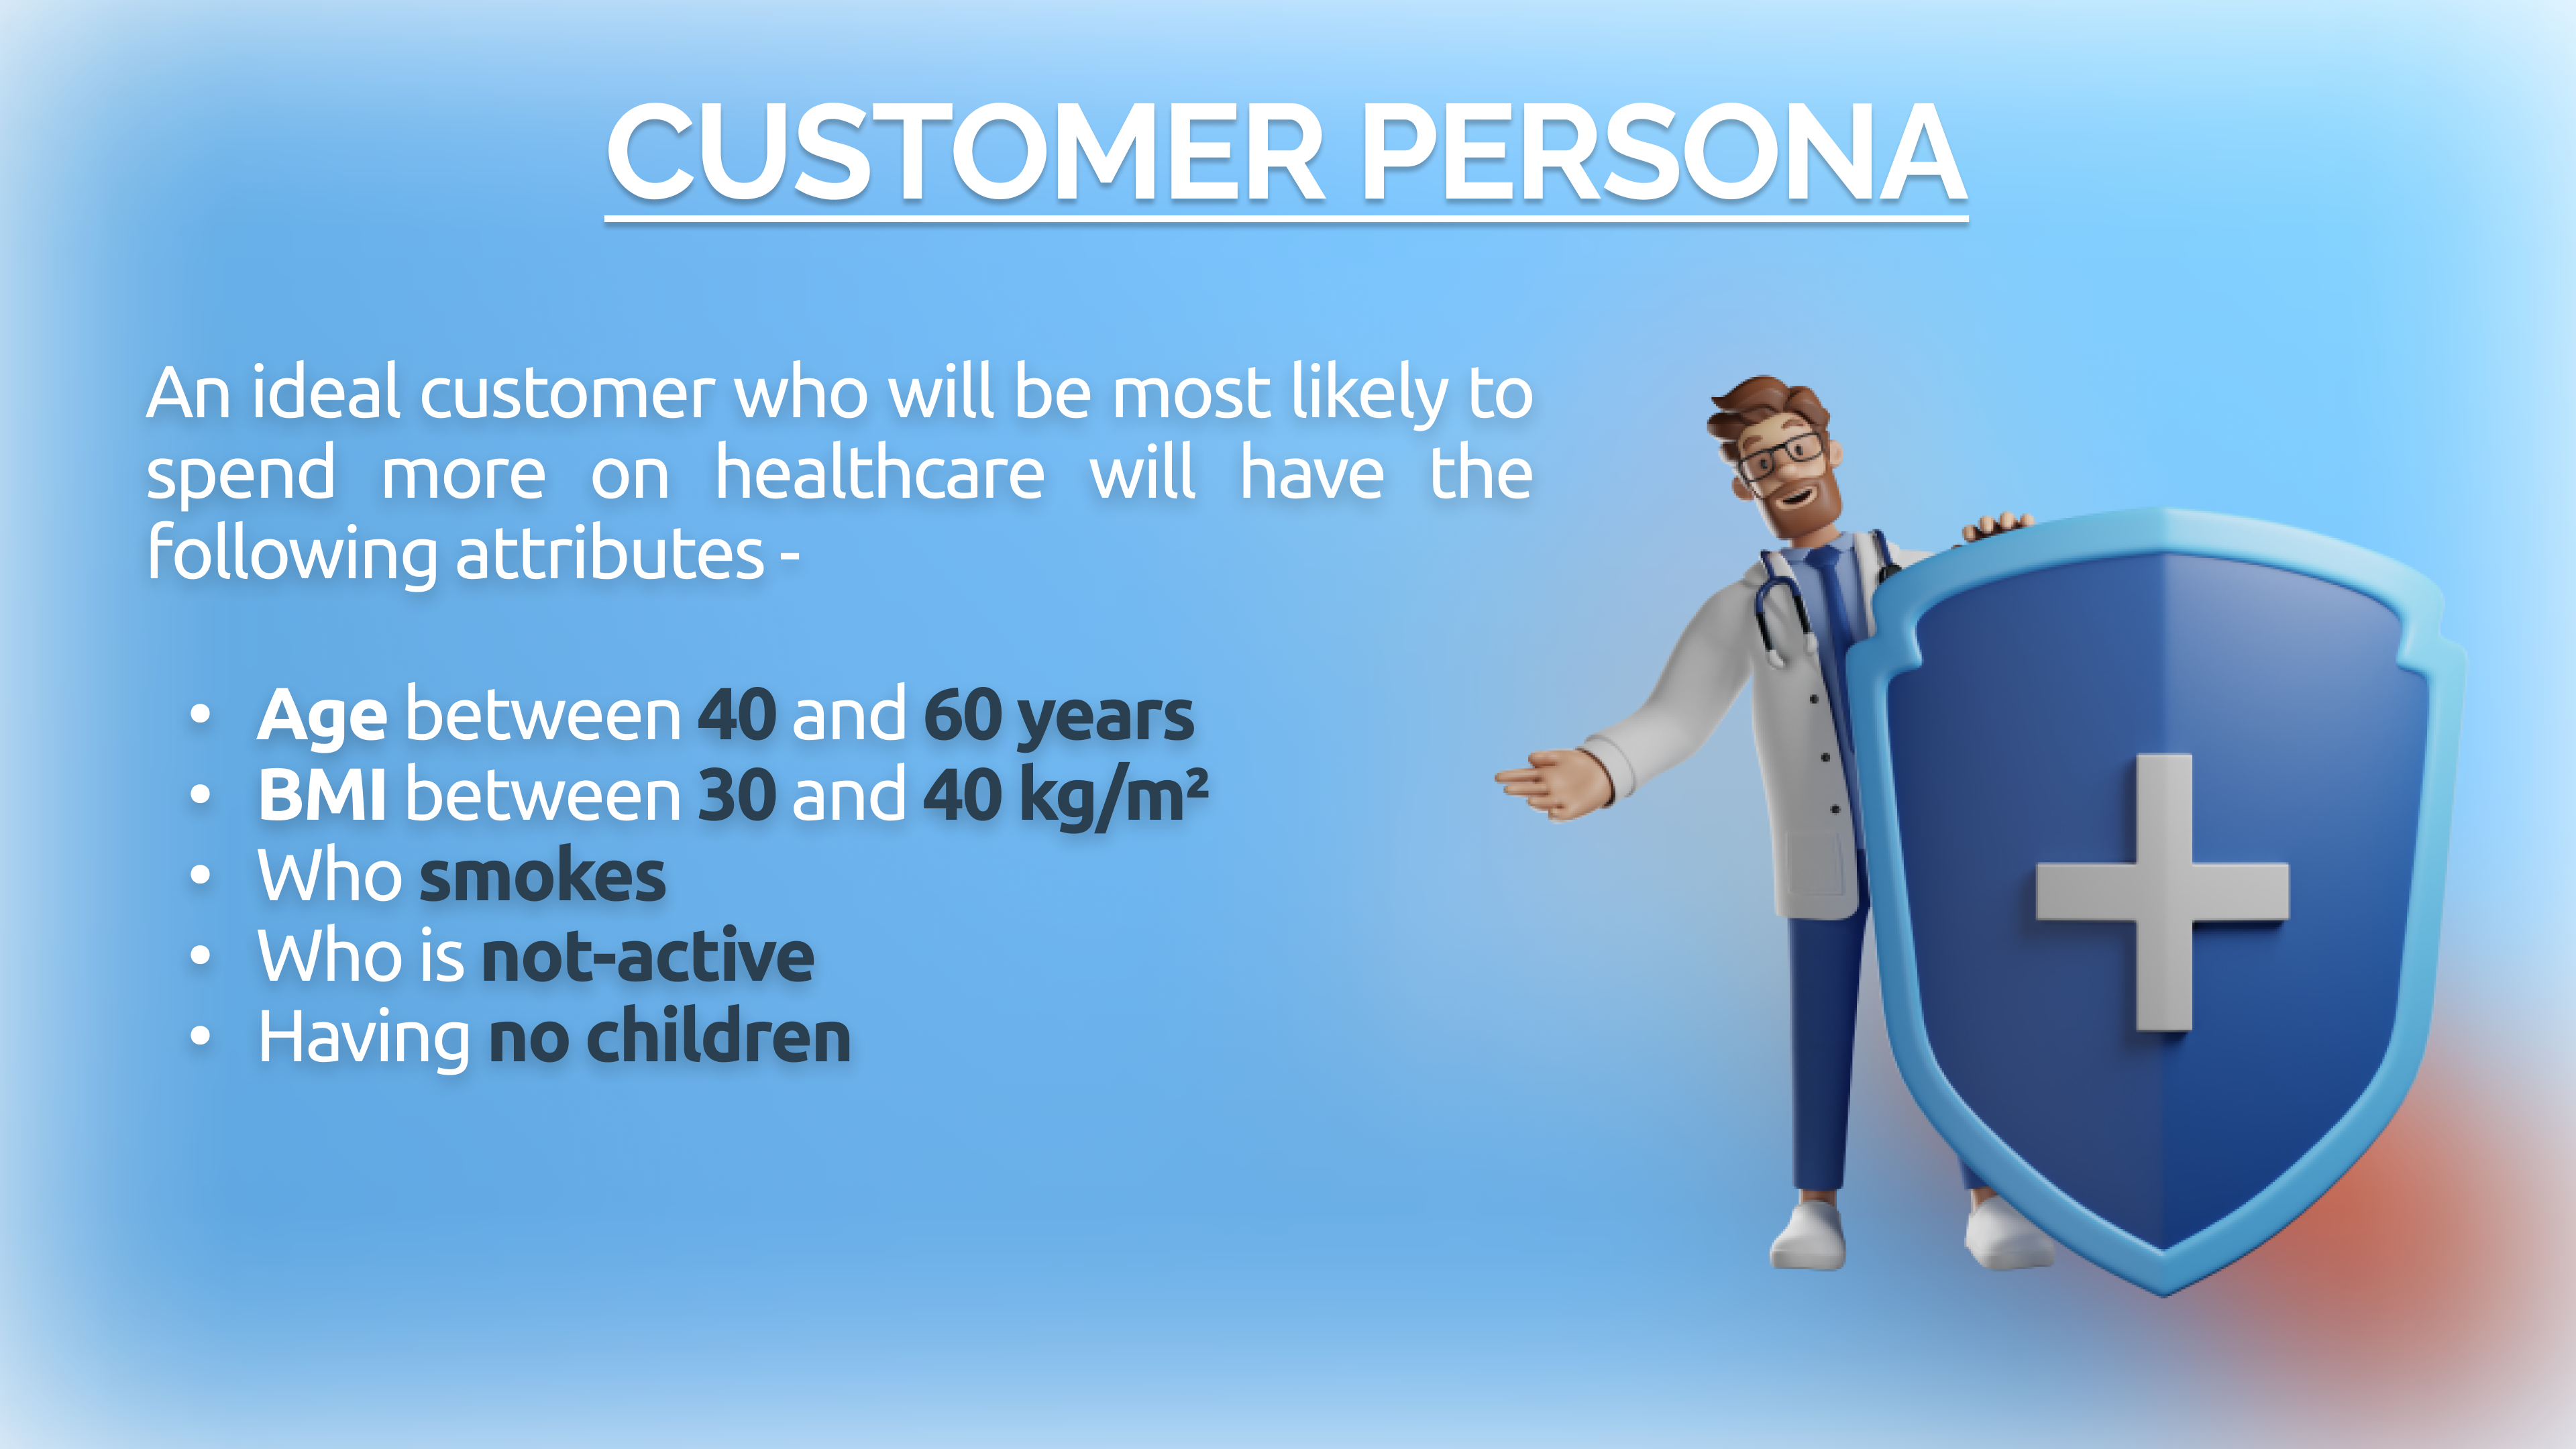 CUSTOMER PERSONA
An ideal customer who will be most likely to
spend more on healthcare will have the
following attributes -
• Age between 40 and 60 years
• BMI between 30 and 40 kg/m²
• Who smokes
• Who is not-active
• Having no children